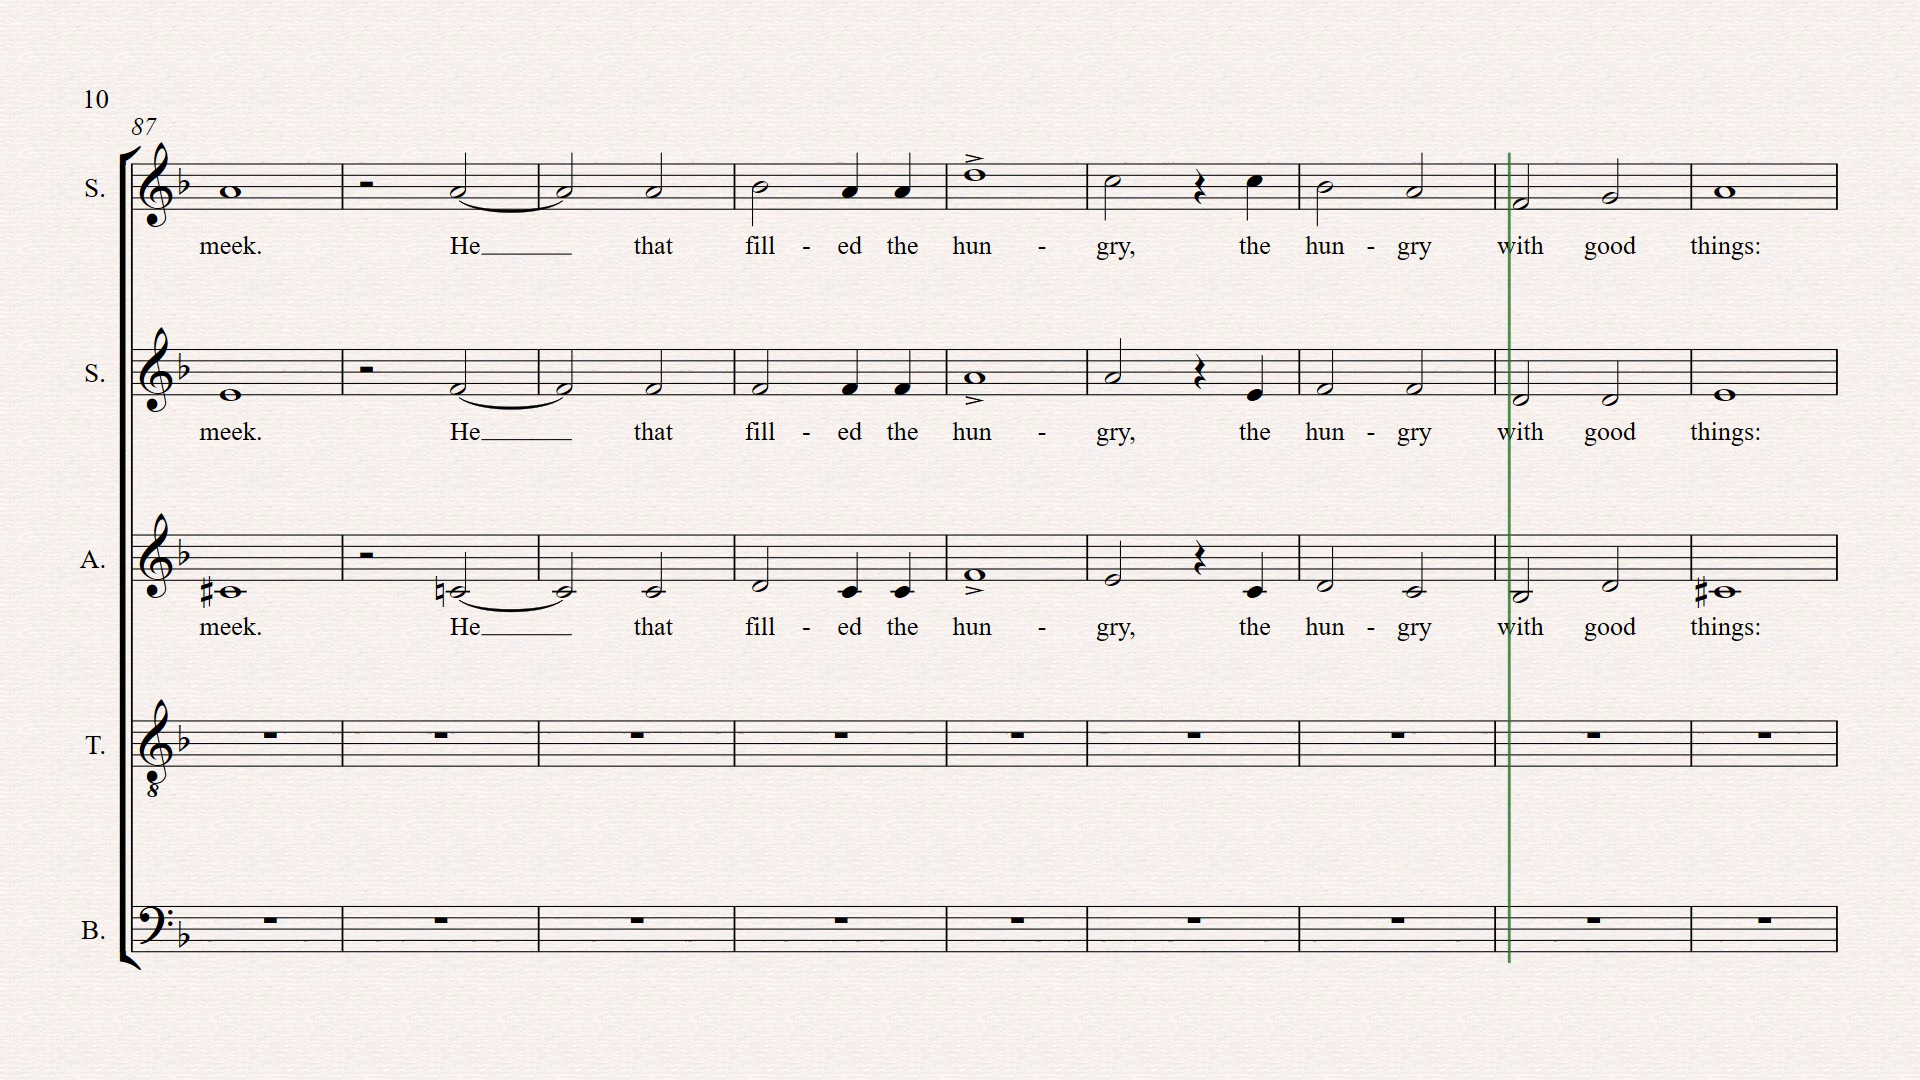 10
87
S.
meek. He that fill - ed the hun - gry, the hun - gry with good things:
S.
meek. He that fill - ed the hun - gry, the hun - gry with good things:
A.
meek. He that fill - ed the hun - gry, the hun - gry with good things:
T.
8
B.